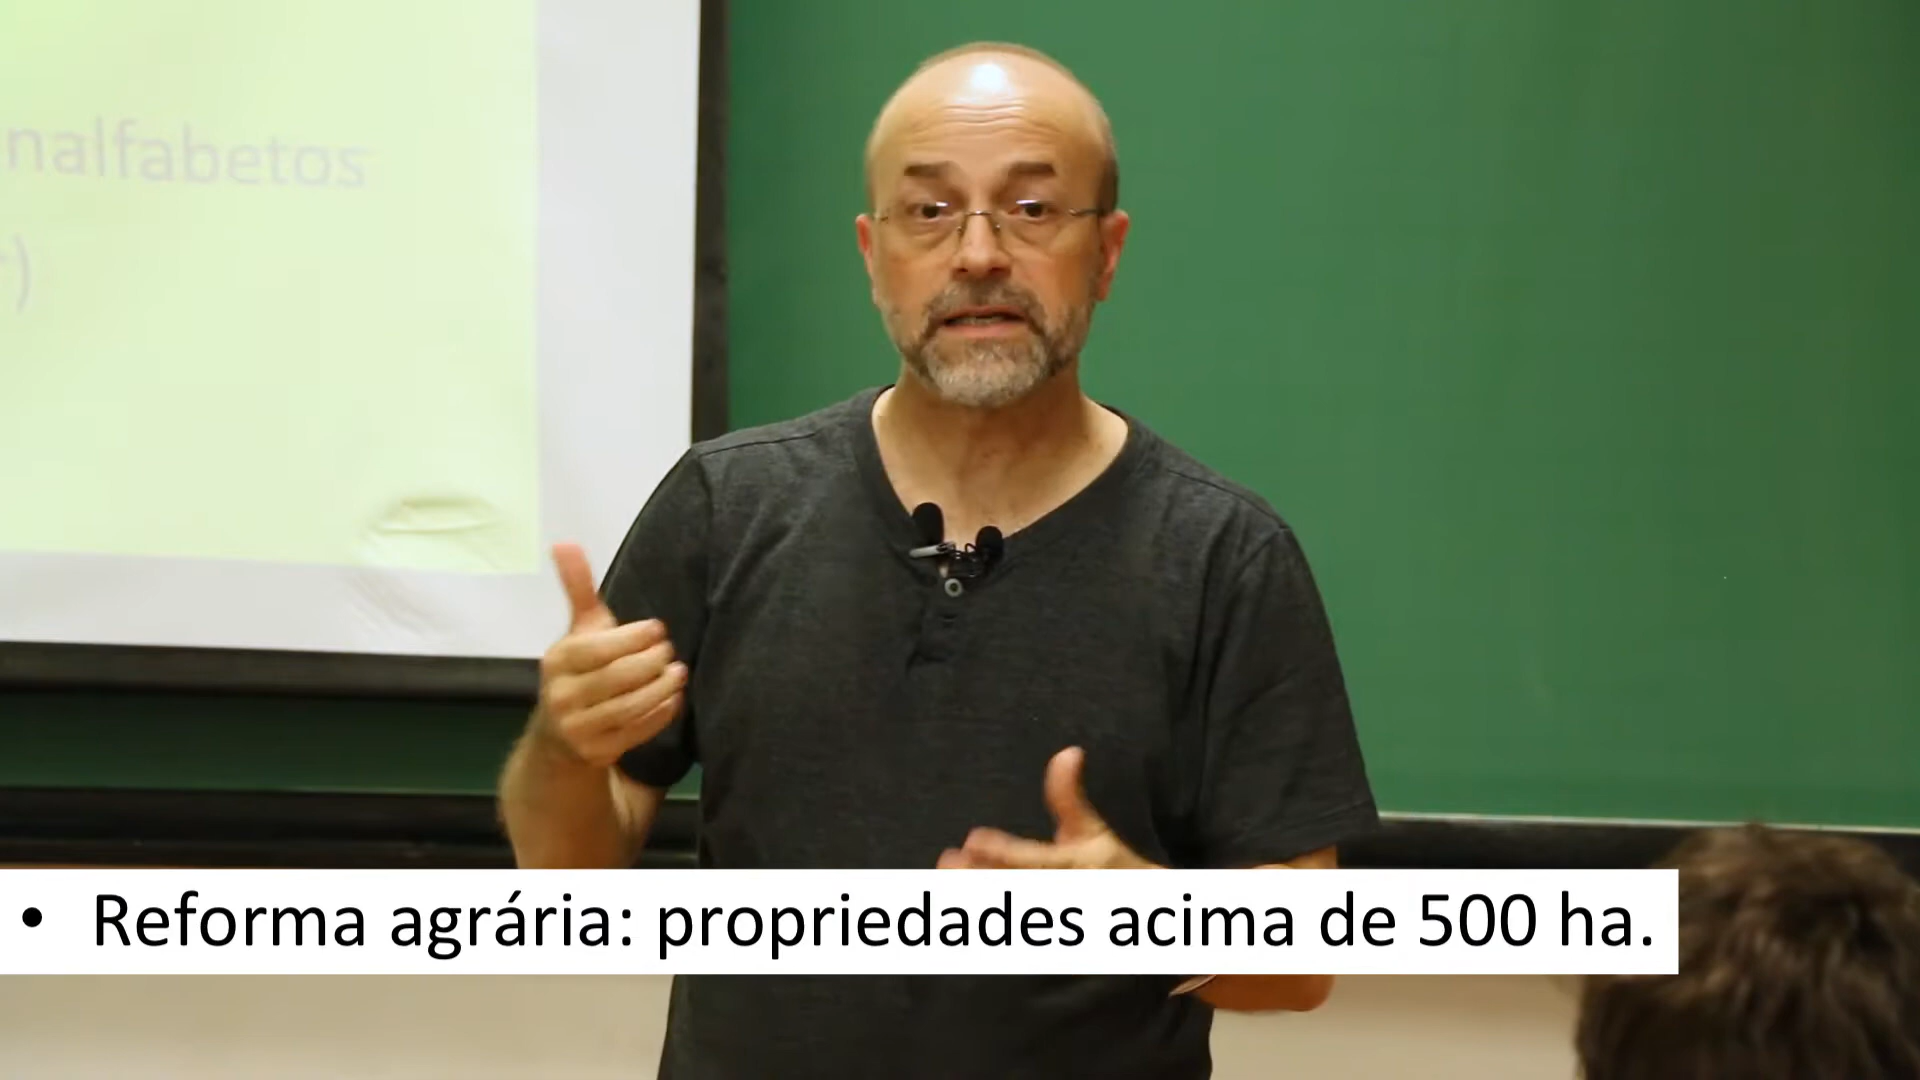 nalfabetos
)
• Reforma agrária: propriedades acima de 500 ha.